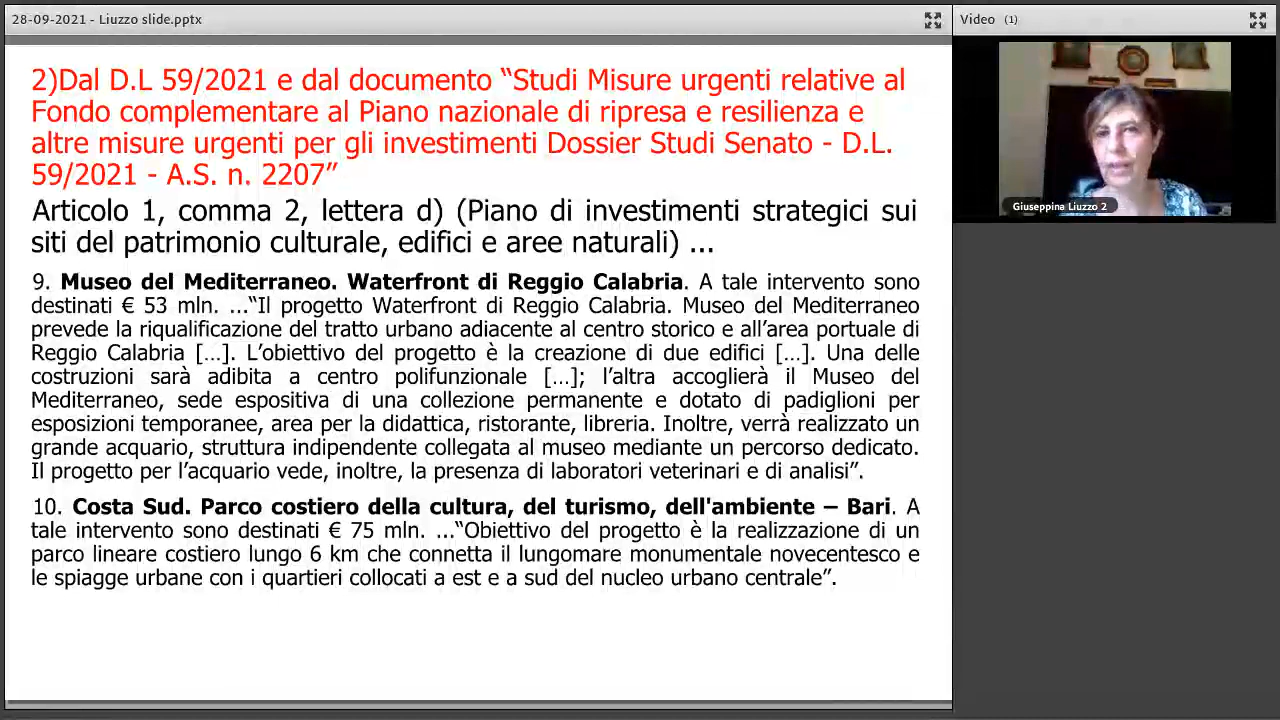 28-09-2021 - Liuzzo slide.pptx
Video (1)
2)Dal D.L 59/2021 e dal documento “Studi Misure urgenti relative al
Fondo complementare al Piano nazionale di ripresa e resilienza e
altre misure urgenti per gli investimenti Dossier Studi Senato - D.L.
59/2021 - A.S. n. 2207”
Articolo 1, comma 2, lettera d) (Piano di investimenti strategici sui
siti del patrimonio culturale, edifici e aree naturali) ...
9. Museo del Mediterraneo. Waterfront di Reggio Calabria. A tale intervento sono
destinati € 53 mln. ...“Il progetto Waterfront di Reggio Calabria. Museo del Mediterraneo
prevede la riqualificazione del tratto urbano adiacente al centro storico e all’area portuale di
Reggio Calabria [...]. L’obiettivo del progetto è la creazione di due edifici [...]. Una delle
costruzioni sarà adibita a centro polifunzionale [...]; l’altra accoglierà il Museo del
Mediterraneo, sede espositiva di una collezione permanente e dotato di padiglioni per
esposizioni temporanee, area per la didattica, ristorante, libreria. Inoltre, verrà realizzato un
grande acquario, struttura indipendente collegata al museo mediante un percorso dedicato.
Il progetto per l’acquario vede, inoltre, la presenza di laboratori veterinari e di analisi”.
10. Costa Sud. Parco costiero della cultura, del turismo, dell'ambiente – Bari. A
tale intervento sono destinati € 75 mln. ...“Obiettivo del progetto è la realizzazione di un
parco lineare costiero lungo 6 km che connetta il lungomare monumentale novecentesco e
le spiagge urbane con i quartieri collocati a est e a sud del nucleo urbano centrale”.
Giuseppina Liuzzo 2